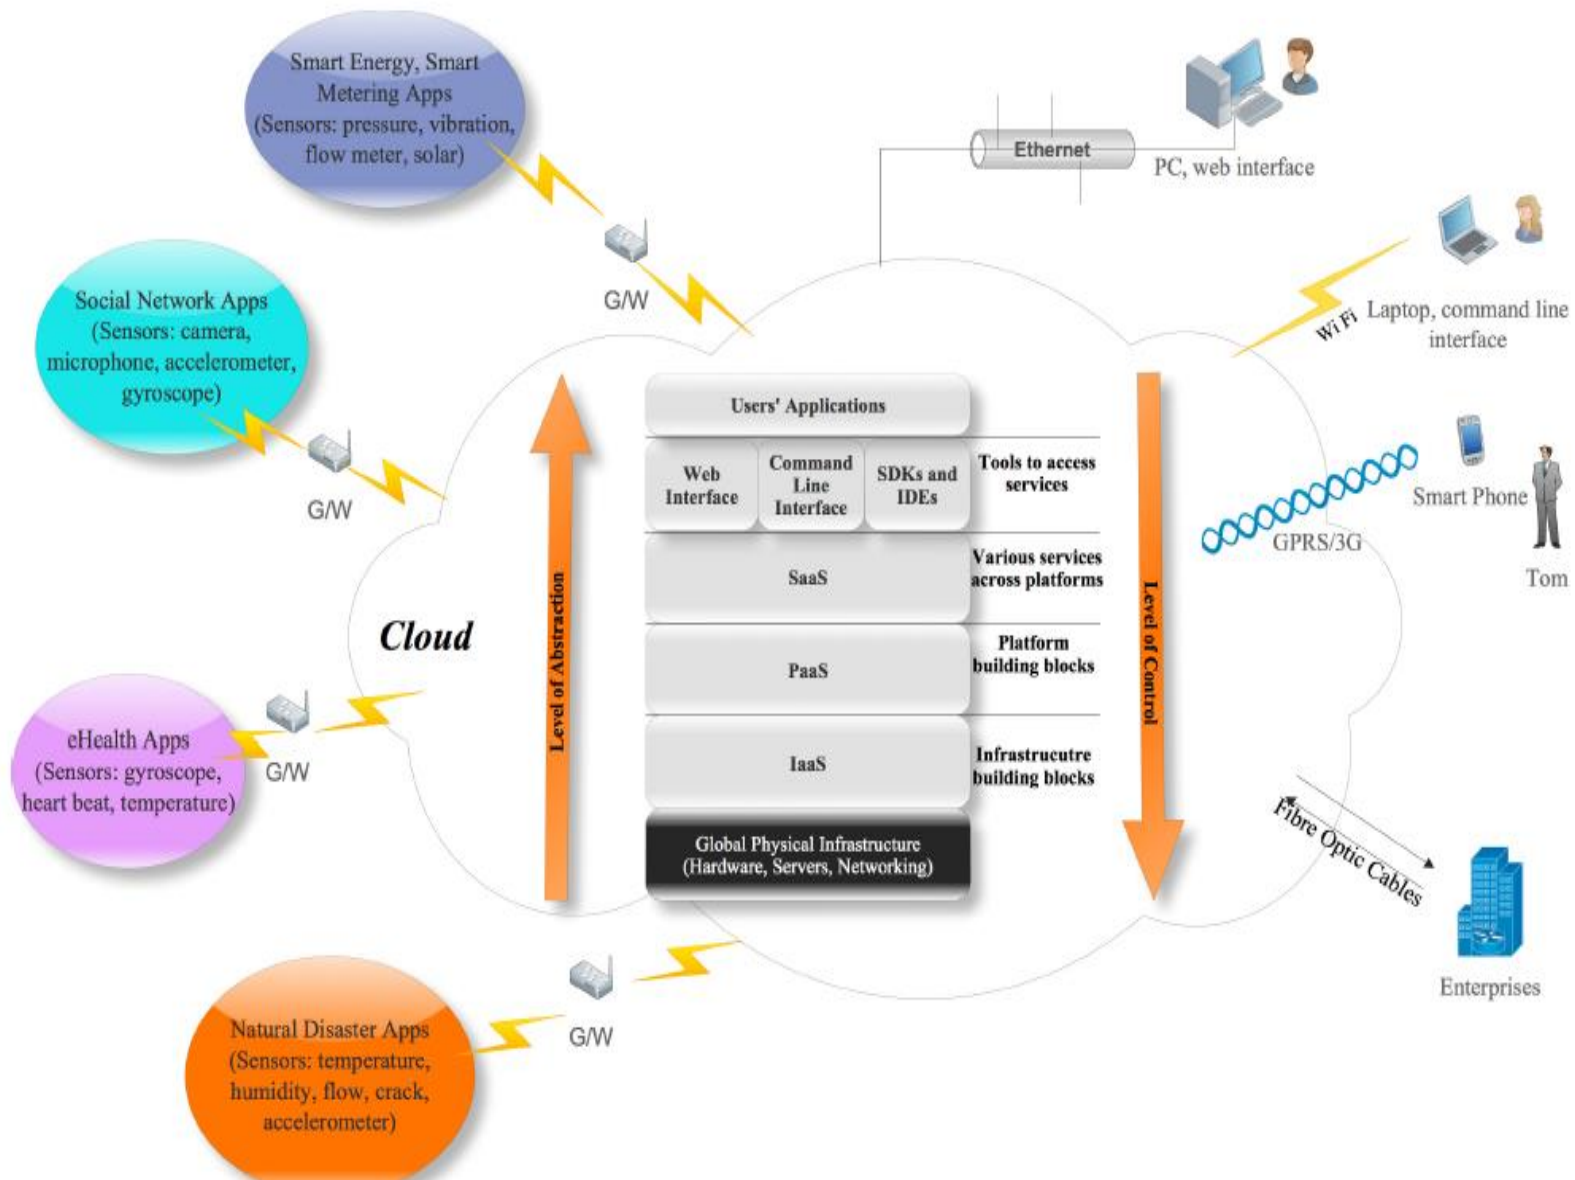 Smart Energy, Smart
Metering Apps
(Sensors: pressure, vibration,
flow meter, solar)
G/W
Social Network Apps
(Sensors: camera,
microphone, accelerometer,
gyroscope)
G/W
eHealth Apps
(Sensors: gyroscope,
heart beat, temperature)
G/W
Natural Disaster Apps
(Sensors: temperature,
humidity, flow, crack,
accelerometer)
G/W
Cloud
Level of Abstraction
Users' Applications
Web
Interface
Command
Line
Interface
SDKs and
IDEs
Tools to access
services
SaaS
Various services
across platforms
PaaS
Platform
building blocks
IaaS
Infrastrucutre
building blocks
Global Physical Infrastructure
(Hardware, Servers, Networking)
Level of Control
Ethernet
PC, web interface
Wi Fi
Laptop, command line
interface
GPRS/3G
Smart Phone
Tom
Fibre Optic Cables
Enterprises